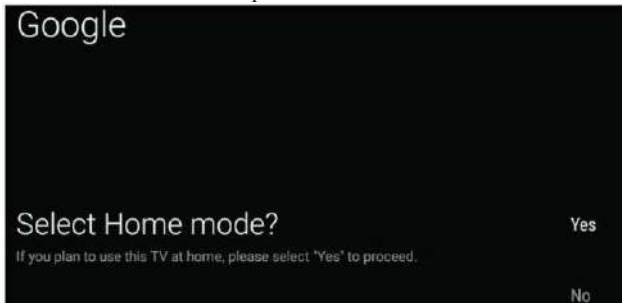 Google
Select Home mode?
Yes
If you plan to use this TV at home, please select "Yes" to proceed.
No